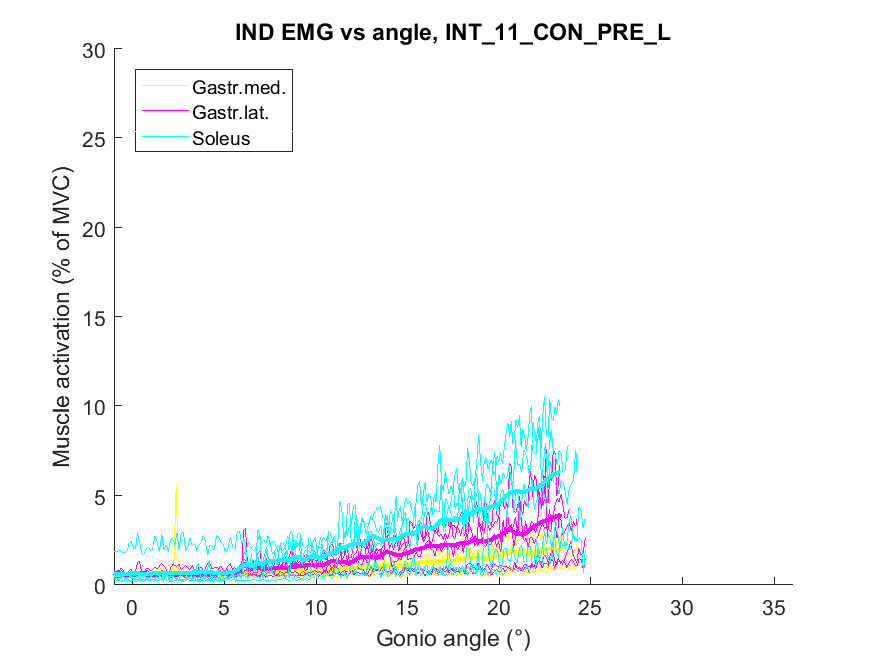 IND EMG vs angle, INT_11_CON_PRE_L
30
Gastr.med.
Gastr.lat.
Soleus
25
20
15
10
5
0
Muscle activation (% of MVC)
0 5 10 15 20 25 30 35
Gonio angle (°)